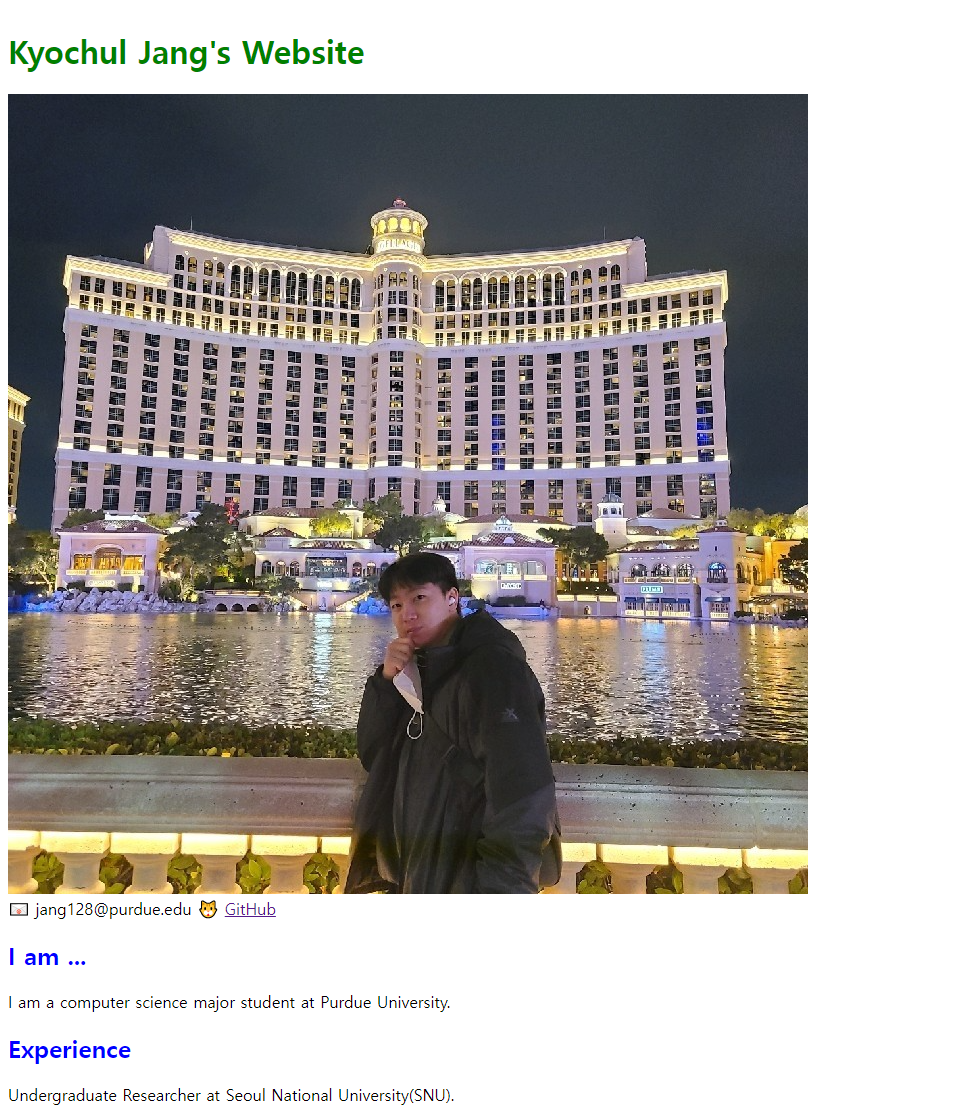 Kyochul Jang's Website
BELLAGIO
jang128@purdue.edu GitHub
I am ...
I am a computer science major student at Purdue University.
Experience
Undergraduate Researcher at Seoul National University(SNU).